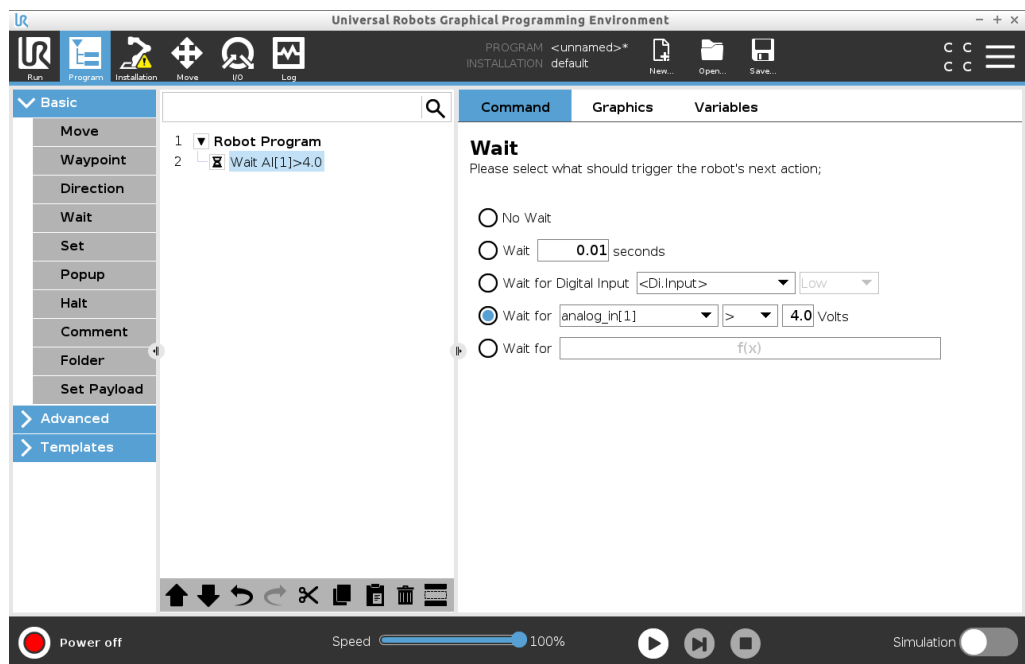 UR
Universal Robots Graphical Programming Environment
UR
Run
Program
Installation
Move
I/O
Log
PROGRAM <unnamed>*
INSTALLATION default
New...
Open...
Save...
C C
C C
Basic
Move
Waypoint
Direction
Wait
Set
Popup
Halt
Comment
Folder
Set Payload
Advanced
Templates
1 Robot Program
2 Wait AI[1]>4.0
Command Graphics Variables
Wait
Please select what should trigger the robot's next action;
No Wait
Wait 0.01 seconds
Wait for Digital Input <Di.Input> Low
Wait for analog_in[1] > 4.0 Volts
Wait for f(x)
Power off
Speed 100%
Simulation